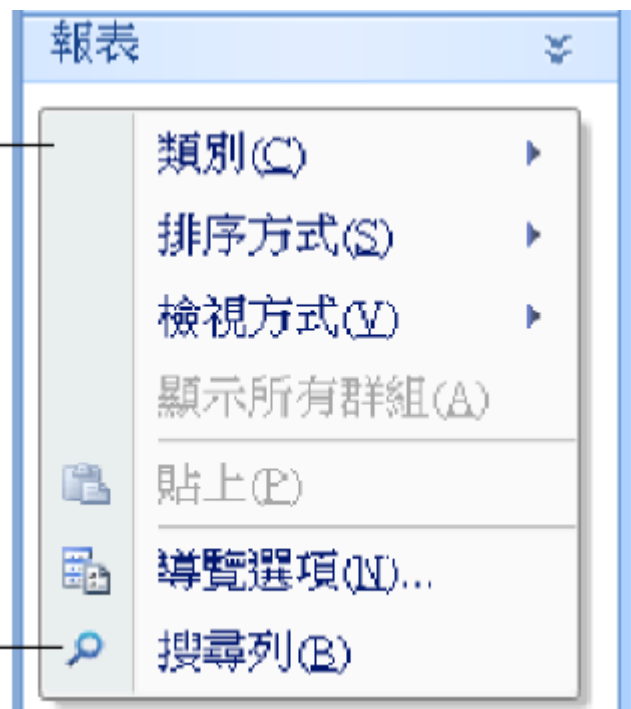 報表
類別(C)
排序方式(S)
檢視方式(V)
顯示所有群組(A)
貼上(P)
導覽選項(N)...
搜尋列(B)